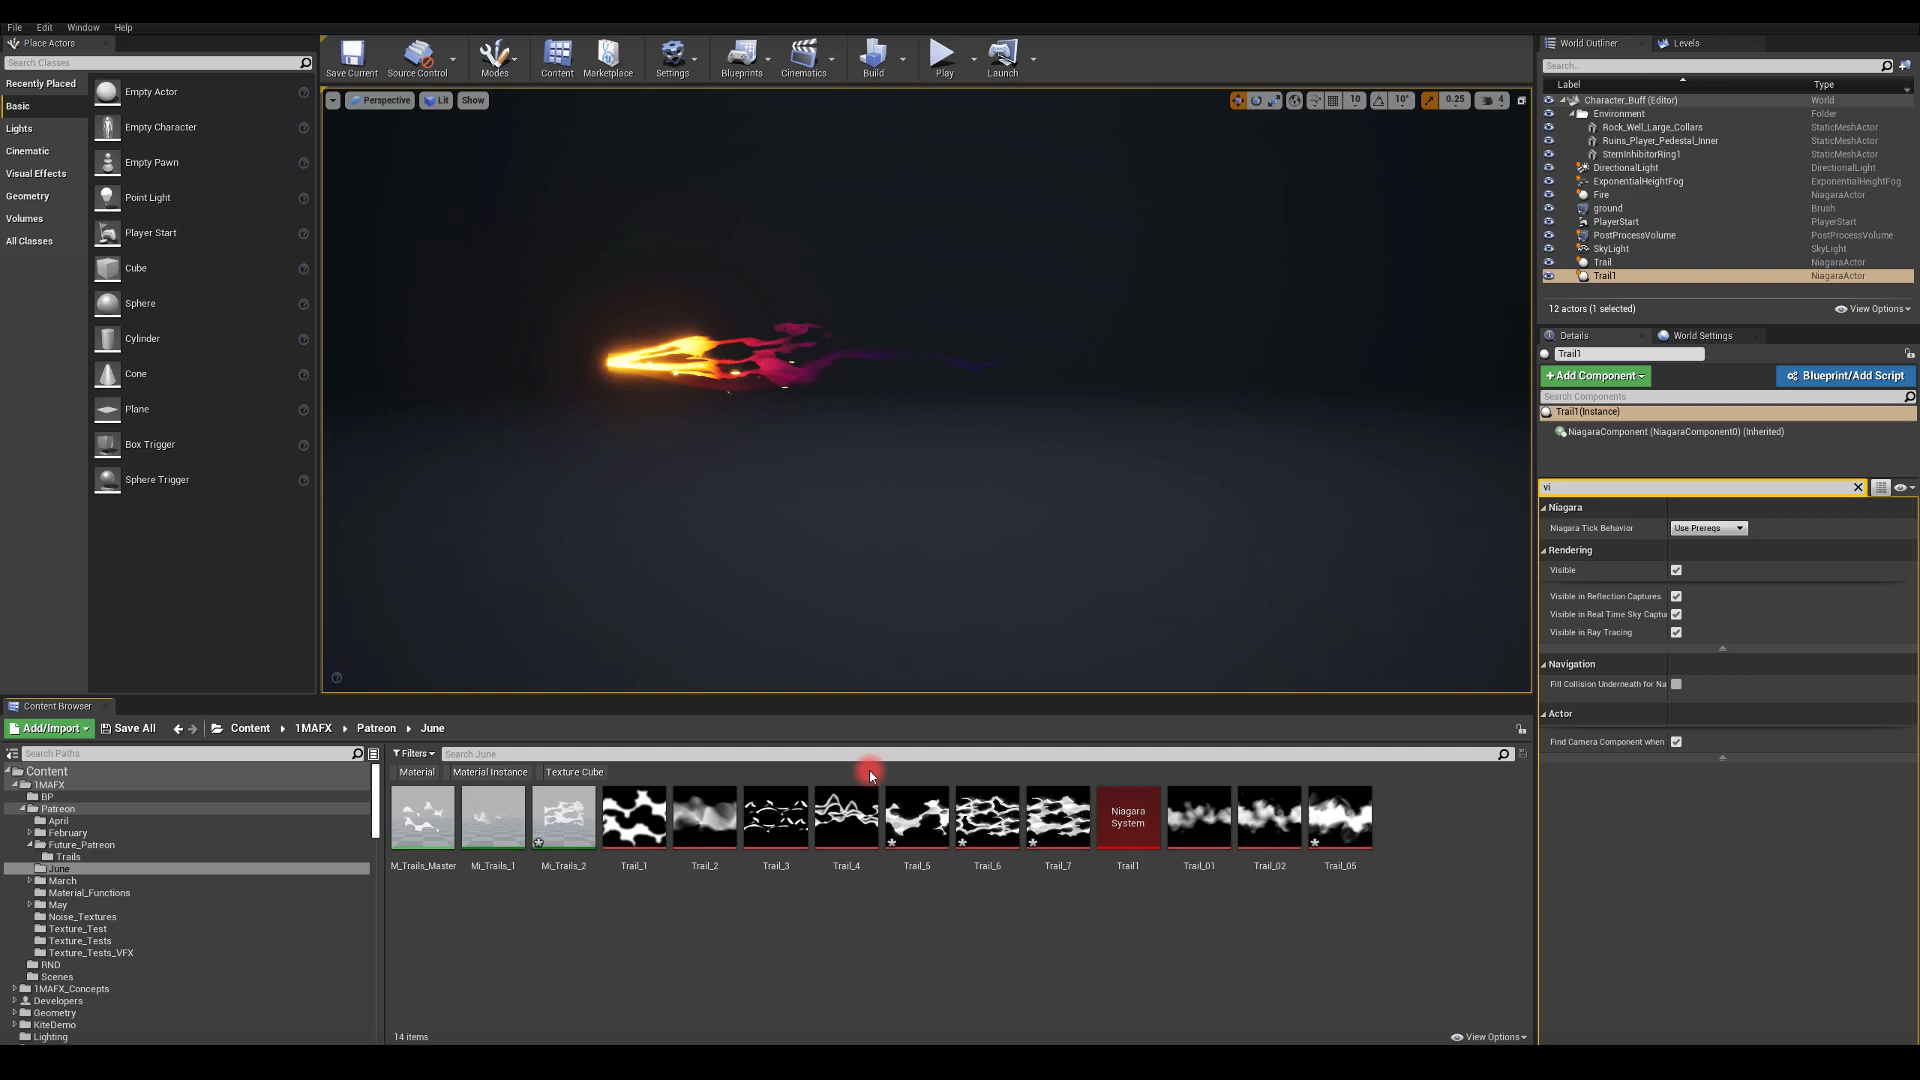 File Edit Window Help
Place Actors
Search Classes
Recently Placed
Basic
Lights
Cinematic
Visual Effects
Geometry
Volumes
All Classes
Empty Actor
Empty Character
Empty Pawn
Point Light
Player Start
Cube
Sphere
Cylinder
Cone
Plane
Box Trigger
Sphere Trigger
Save Current Source Control Modes Content Marketplace Settings Blueprints Cinematics Build Play Launch
Perspective Lit Show
10 10° 0.25 4
World Outliner Levels
Search...
Label Type
Character_Buff (Editor) World
Environment Folder
Rock_Well_Large_Collars StaticMeshActor
Ruins_Player_Pedestal_Inner StaticMeshActor
SternInhibitorRing1 StaticMeshActor
DirectionalLight DirectionalLight
ExponentialHeightFog ExponentialHeightFog
Fire NiagaraActor
ground Brush
PlayerStart PlayerStart
PostProcessVolume PostProcessVolume
SkyLight SkyLight
Trail NiagaraActor
Trail1 NiagaraActor
12 actors (1 selected) View Options
Details World Settings
Trail1
+Add Component Blueprint/Add Script
Search Components
Trail1(Instance)
NiagaraComponent (NiagaraComponent0) (Inherited)
vi
Niagara
Niagara Tick Behavior Use Prereqs
Rendering
Visible
Visible in Reflection Captures
Visible in Real Time Sky Captur
Visible in Ray Tracing
Navigation
Fill Collision Underneath for Na
Actor
Find Camera Component when
Content Browser
Add/Import Save All Content 1MAFX Patreon June
Search Paths
Content
1MAFX
BP
Patreon
April
February
Future_Patreon
Trails
June
March
Material_Functions
May
Noise_Textures
Texture_Test
Texture_Tests
Texture_Tests_VFX
RND
Scenes
1MAFX_Concepts
Developers
Geometry
KiteDemo
Lighting
Filters Search June
Material Material Instance Texture Cube
Niagara
System
M_Trails_Master Mi_Trails_1 Mi_Trails_2 Trail_1 Trail_2 Trail_3 Trail_4 Trail_5 Trail_6 Trail_7 Trail1 Trail_01 Trail_02 Trail_05
14 items View Options